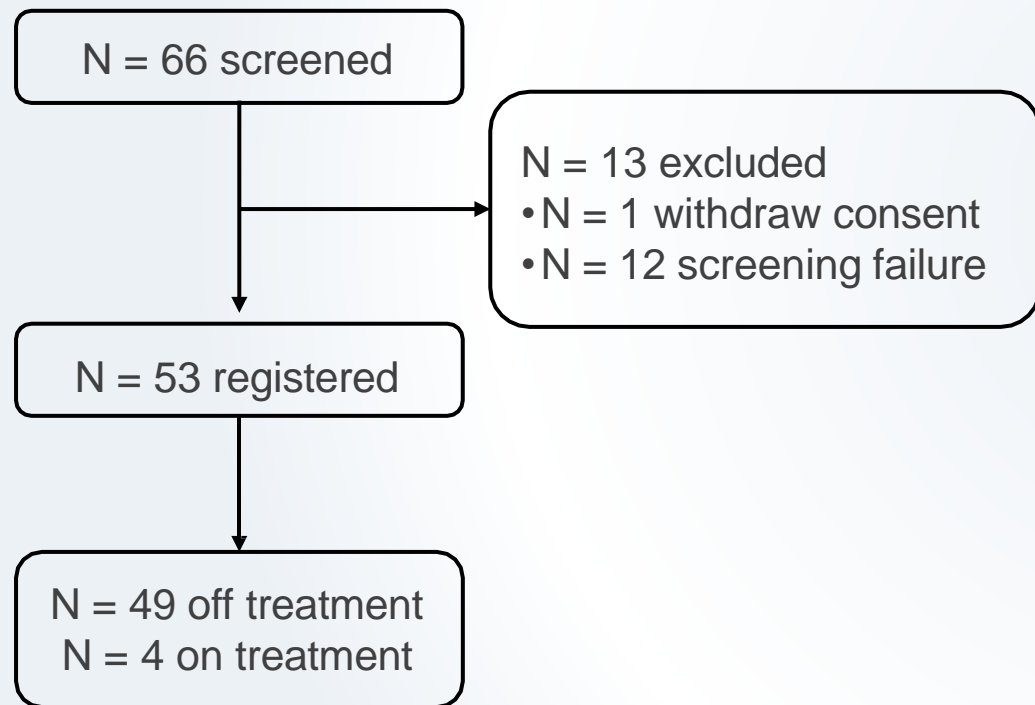 N = 66 screened
N = 13 excluded
•N = 1 withdraw consent
•N = 12 screening failure
N = 53 registered
N = 49 off treatment
N = 4 on treatment